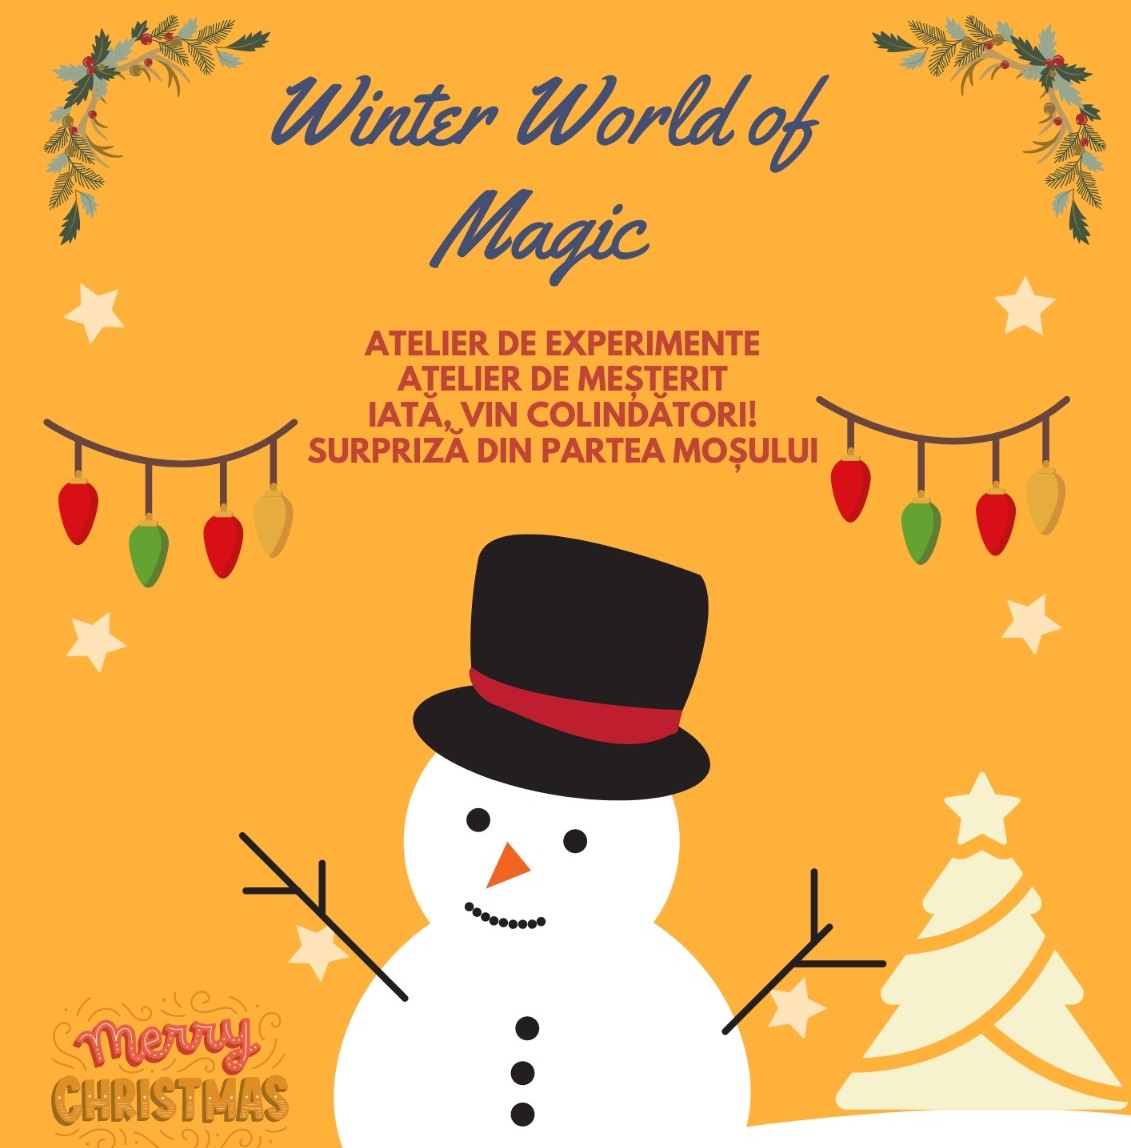 Winter World of
Magic
ATELIER DE EXPERIMENTE
ATELIER DE MEȘTERIT
IATĂ, VIN COLINDĂTORI!
SURPRIZĂ DIN PARTEA MOȘULUI
merry
CHRISTMAS